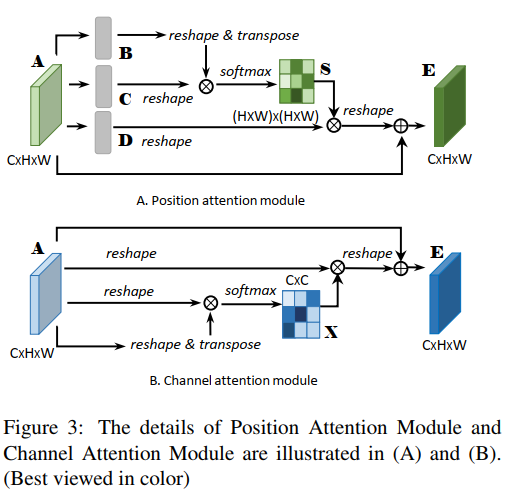 A
B
reshape & transpose
softmax
S
E
C reshape
(HXW)x(HXW)
reshape
D reshape
CxHxW
CxHxW
A. Position attention module
A
reshape
reshape
E
reshape
softmax
CxC
X
reshape & transpose
CxHxW
CxHxW
B. Channel attention module
Figure 3: The details of Position Attention Module and
Channel Attention Module are illustrated in (A) and (B).
(Best viewed in color)